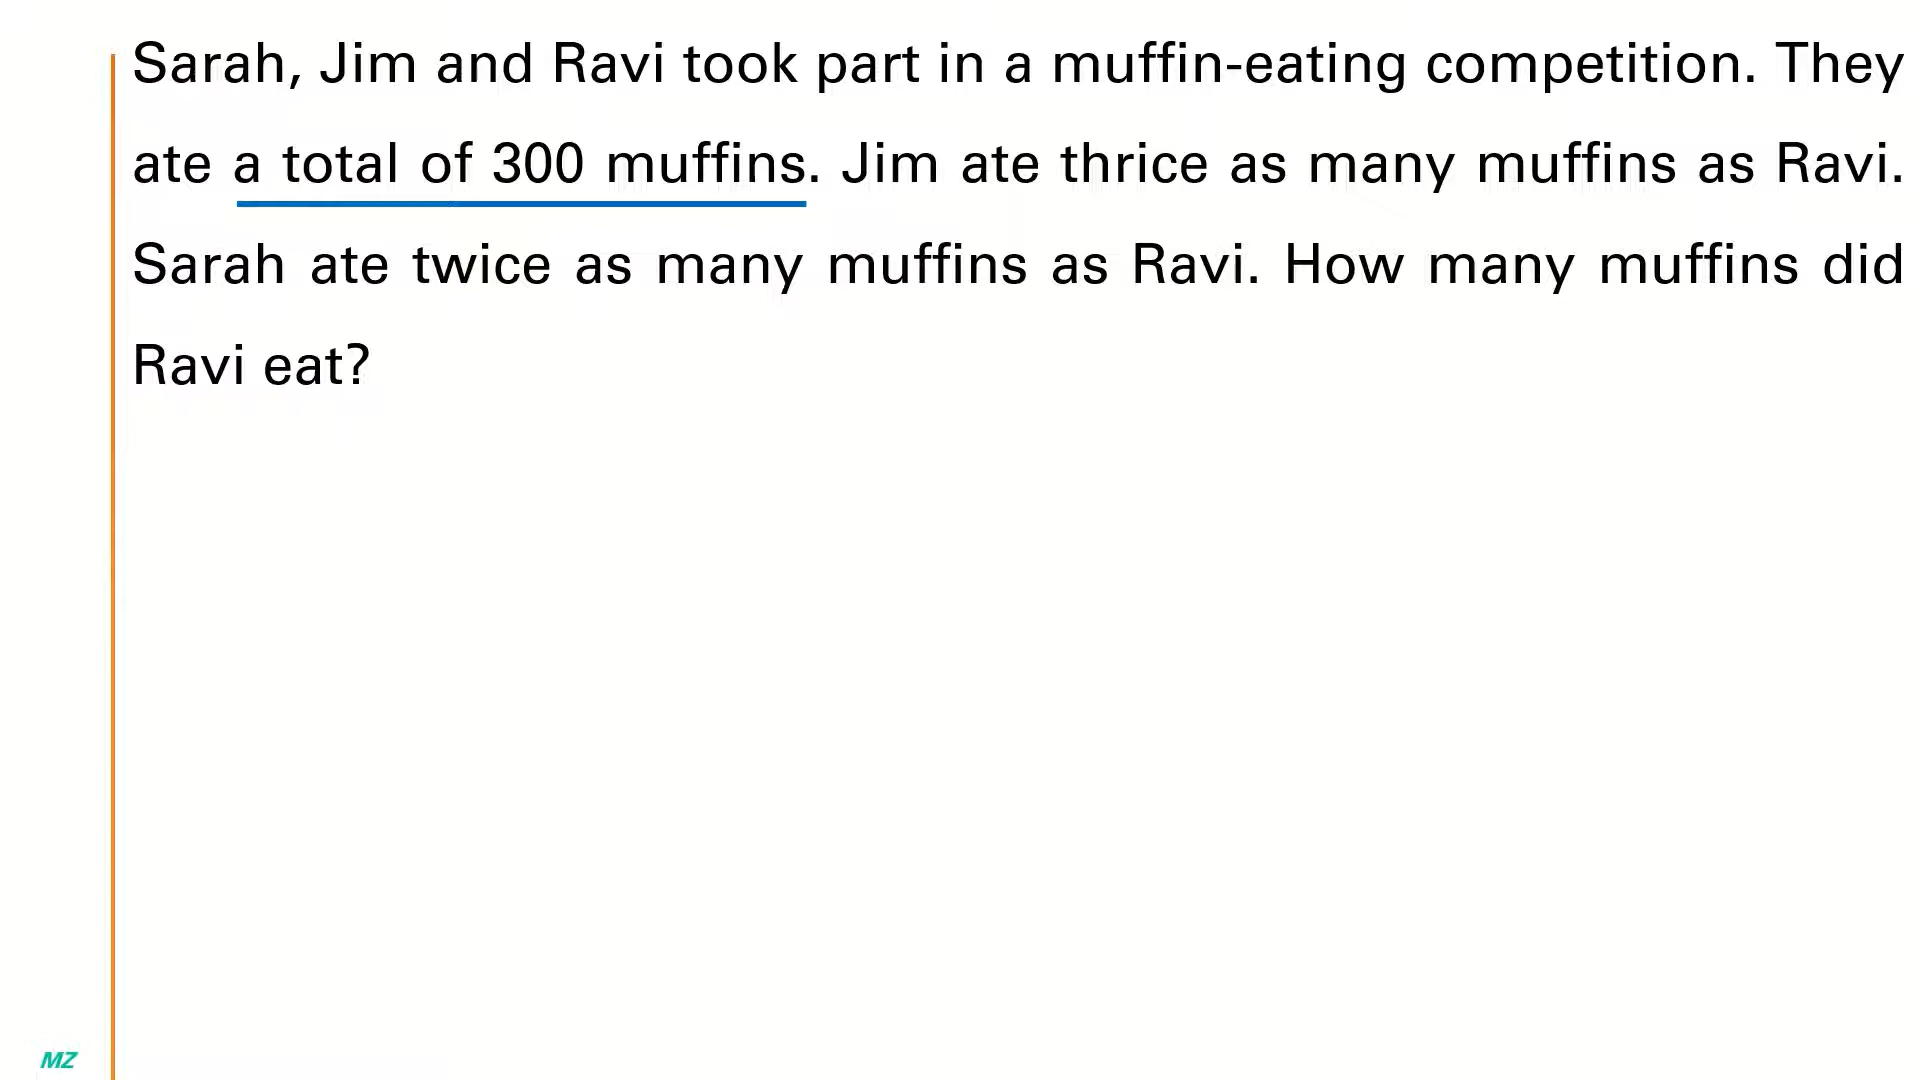 Sarah, Jim and Ravi took part in a muffin-eating competition. They
ate a total of 300 muffins. Jim ate thrice as many muffins as Ravi.
Sarah ate twice as many muffins as Ravi. How many muffins did
Ravi eat?
MZ